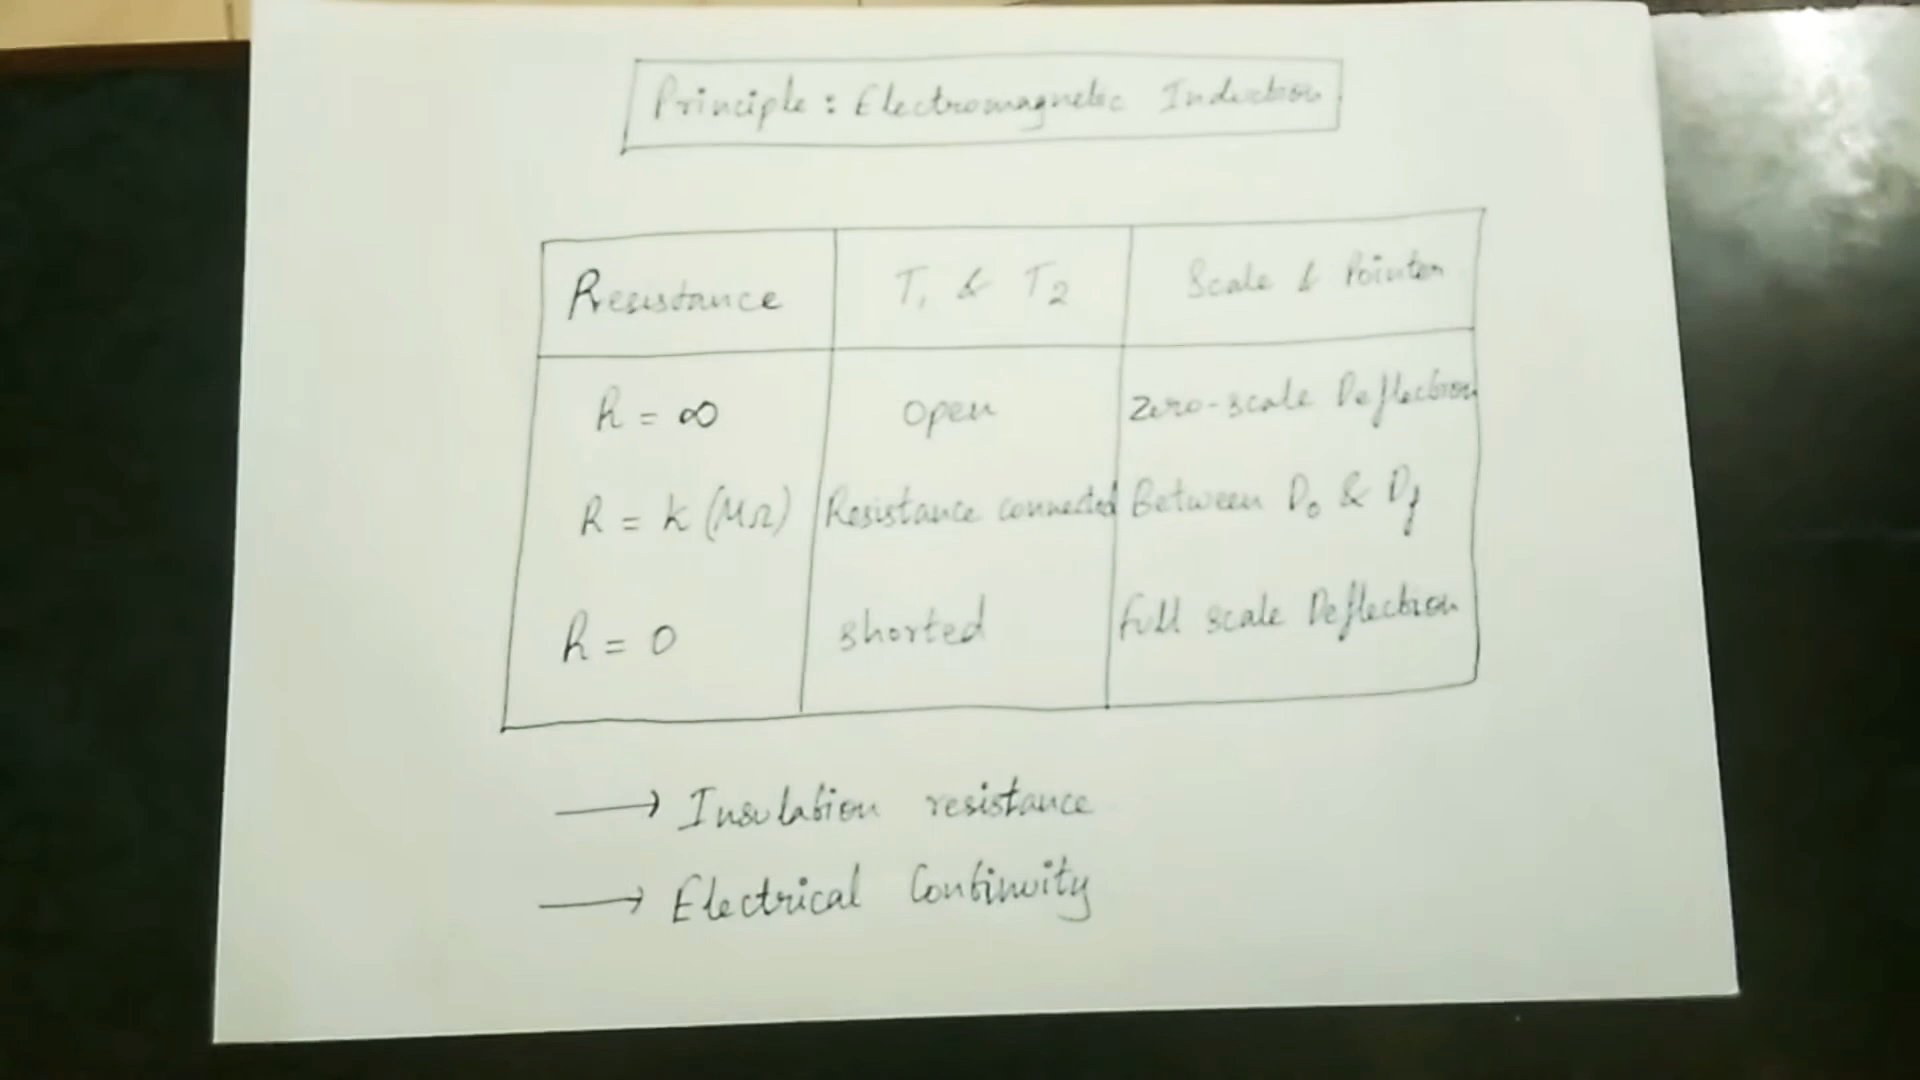 Principle : Electromagnetic Induction
Resistance T1 & T2 Scale & Pointer
R = ∞ open Zero-scale Deflection
R = k (MΩ) Resistance connected Between D0 & Df
R = 0 shorted full scale Deflection
→ Insulation resistance
→ Electrical Continuity